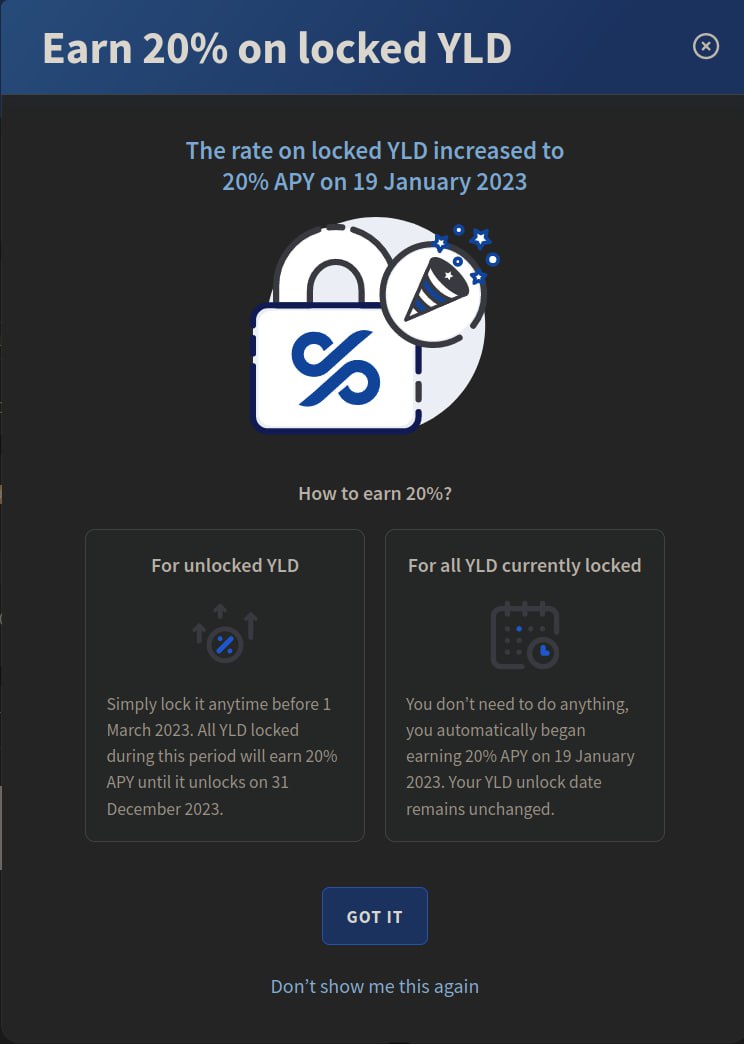 Earn 20% on locked YLD
The rate on locked YLD increased to
20% APY on 19 January 2023
How to earn 20%?
For unlocked YLD
Simply lock it anytime before 1
March 2023. All YLD locked
during this period will earn 20%
APY until it unlocks on 31
December 2023.
For all YLD currently locked
You don’t need to do anything,
you automatically began
earning 20% APY on 19 January
2023. Your YLD unlock date
remains unchanged.
GOT IT
Don’t show me this again